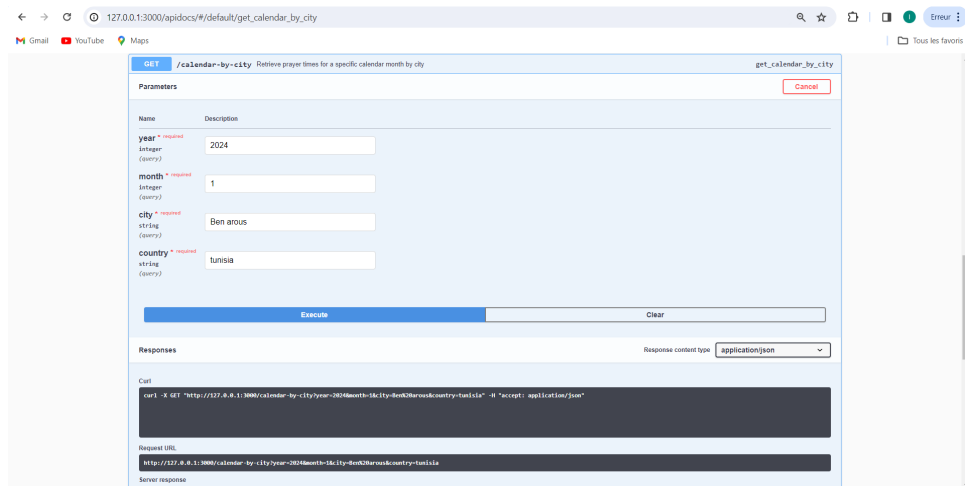 127.0.0.1:3000/apidocs/#/default/get_calendar_by_city
Erreur
Gmail YouTube Maps
Tous les favoris
GET /calendar-by-city Retrieve prayer times for a specific calendar month by city get_calendar_by_city
Parameters
Cancel
Name Description
year * required
integer
(query)
2024
month * required
integer
(query)
1
city * required
string
(query)
Ben arous
country * required
string
(query)
tunisia
Execute Clear
Responses Response content type application/json
Curl
curl -X GET "http://127.0.0.1:3000/calendar-by-city?year=2024&month=1&city=Ben%20arous&country=tunisia" -H "accept: application/json"
Request URL
http://127.0.0.1:3000/calendar-by-city?year=2024&month=1&city=Ben%20arous&country=tunisia
Server response